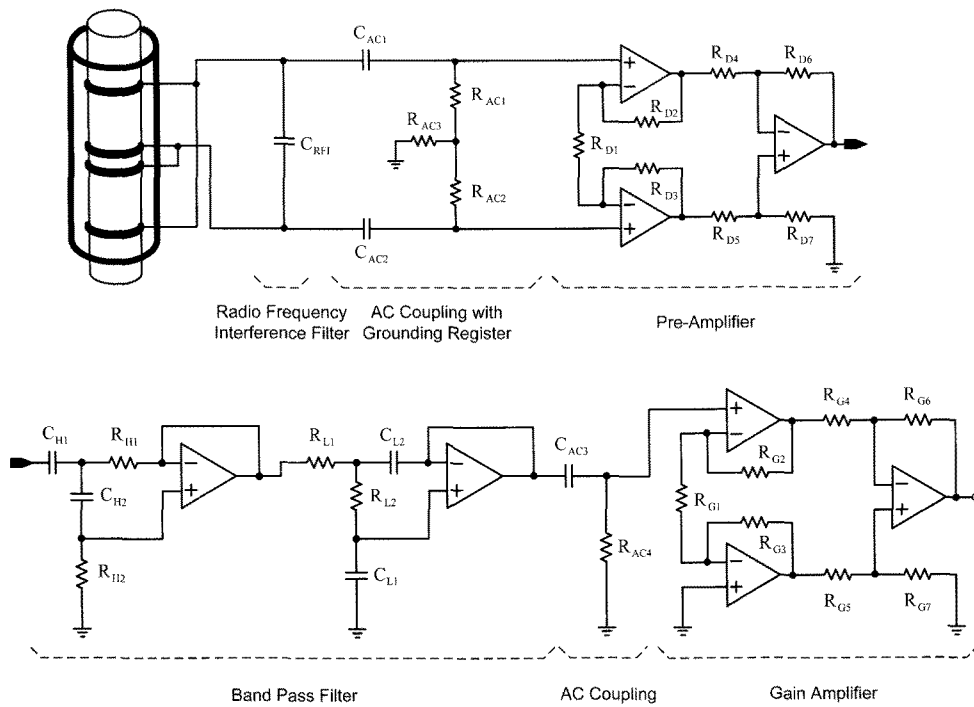 C_AC1
R_AC1
R_AC3
C_RFI
R_AC2
C_AC2
R_D4
R_D6
R_D2
R_D1
R_D3
R_D5
R_D7
+
−
−
+
−
+
Radio Frequency
Interference Filter
AC Coupling with
Grounding Register
Pre-Amplifier
C_H1
R_H1
C_H2
R_H2
−
+
R_L1
C_L2
R_L2
C_L1
−
+
C_AC3
R_AC4
R_G4
R_G6
R_G2
R_G1
R_G3
R_G5
R_G7
+
−
−
+
−
+
Band Pass Filter
AC Coupling
Gain Amplifier